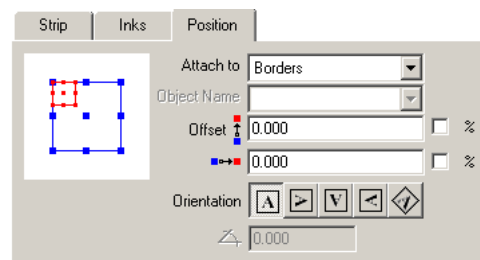 Strip Inks Position
Attach to Borders
Object Name
Offset 0.000 %
0.000 %
Orientation A A V A A
0.000